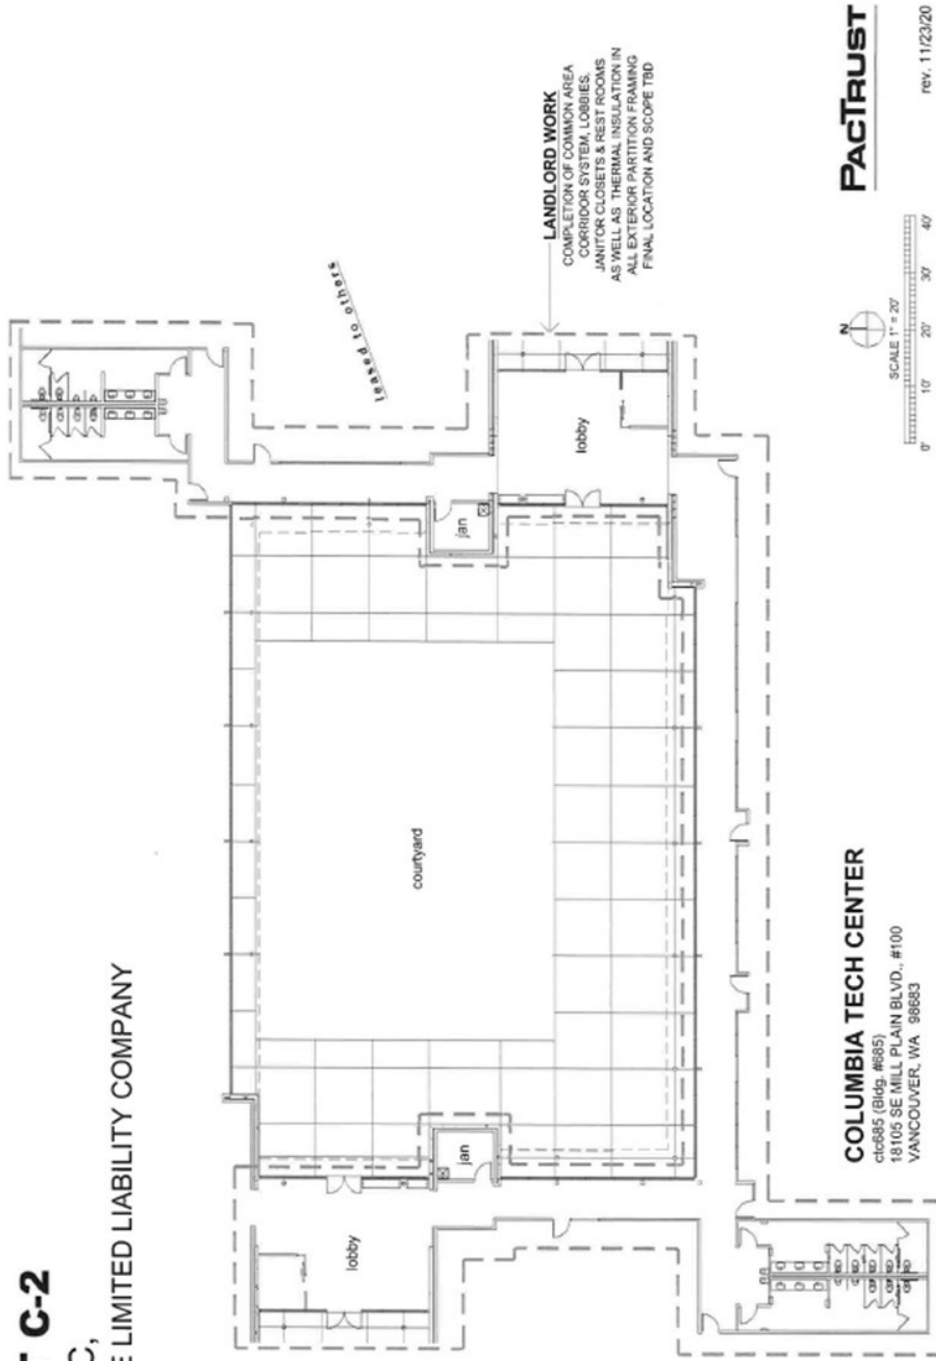 C-2
LIMITED LIABILITY COMPANY
lobby
jan
courtyard
jan
lobby
leased to others
LANDLORD WORK
COMPLETION OF COMMON AREA
CORRIDOR SYSTEM, LOBBIES,
JANITOR CLOSETS & REST ROOMS
AS WELL AS THERMAL INSULATION IN
ALL EXTERIOR PARTITION FRAMING
FINAL LOCATION AND SCOPE TBD
COLUMBIA TECH CENTER
ctc685 (Bldg. #685)
18105 SE MILL PLAIN BLVD., #100
VANCOUVER, WA 98683
N
SCALE 1" = 20'
0' 10' 20' 30' 40'
PACTRUST
rev. 11/23/20